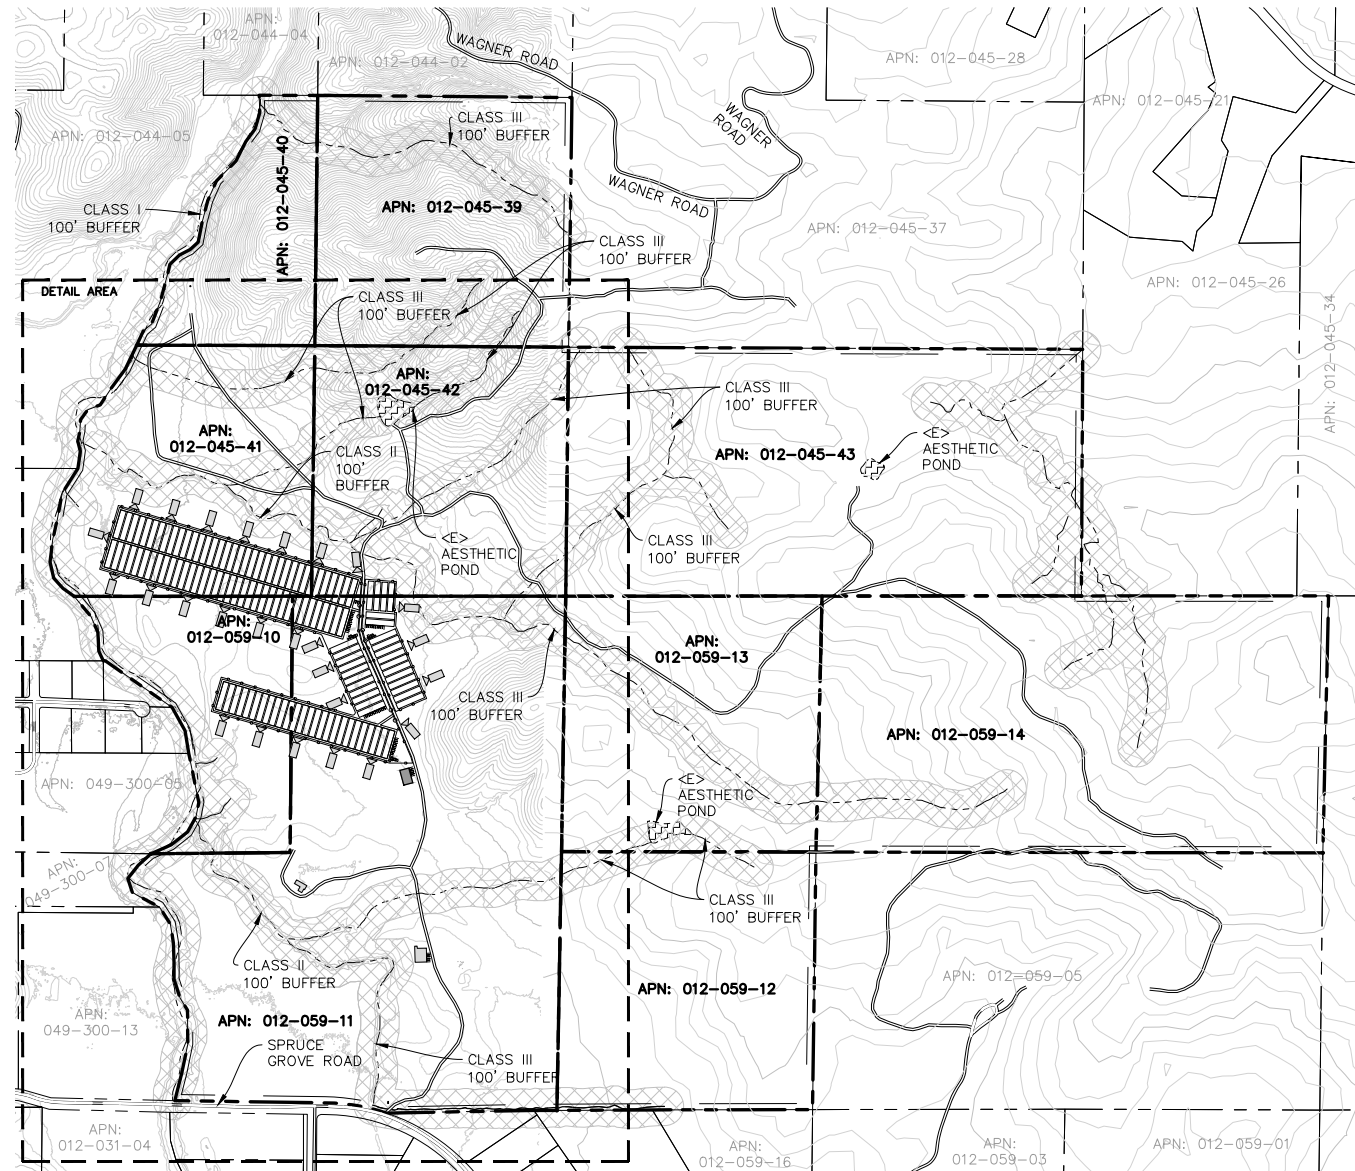 APN:
012-044-04
APN: 012-044-02
WAGNER ROAD
APN: 012-045-28
APN: 012-045-21
APN: 012-044-05
CLASS III
100' BUFFER
WAGNER
ROAD
APN: 012-045-40
WAGNER ROAD
CLASS I
100' BUFFER
APN: 012-045-39
APN: 012-045-37
CLASS III
100' BUFFER
APN: 012-045-26
APN: 012-045-34
DETAIL AREA
CLASS III
100' BUFFER
APN:
012-045-42
CLASS III
100' BUFFER
APN:
012-045-41
CLASS II
100'
BUFFER
APN: 012-045-43
<E>
AESTHETIC
POND
<E>
AESTHETIC
POND
CLASS III
100' BUFFER
APN:
012-059-10
APN:
012-059-13
CLASS III
100' BUFFER
APN: 012-059-14
APN: 049-300-05
<E>
AESTHETIC
POND
APN:
049-300-07
CLASS III
100' BUFFER
CLASS II
100' BUFFER
APN: 012-059-05
APN: 012-059-12
APN:
049-300-13
APN: 012-059-11
SPRUCE
GROVE ROAD
CLASS III
100' BUFFER
APN:
012-031-04
APN:
012-059-16
APN:
012-059-03
APN: 012-059-01